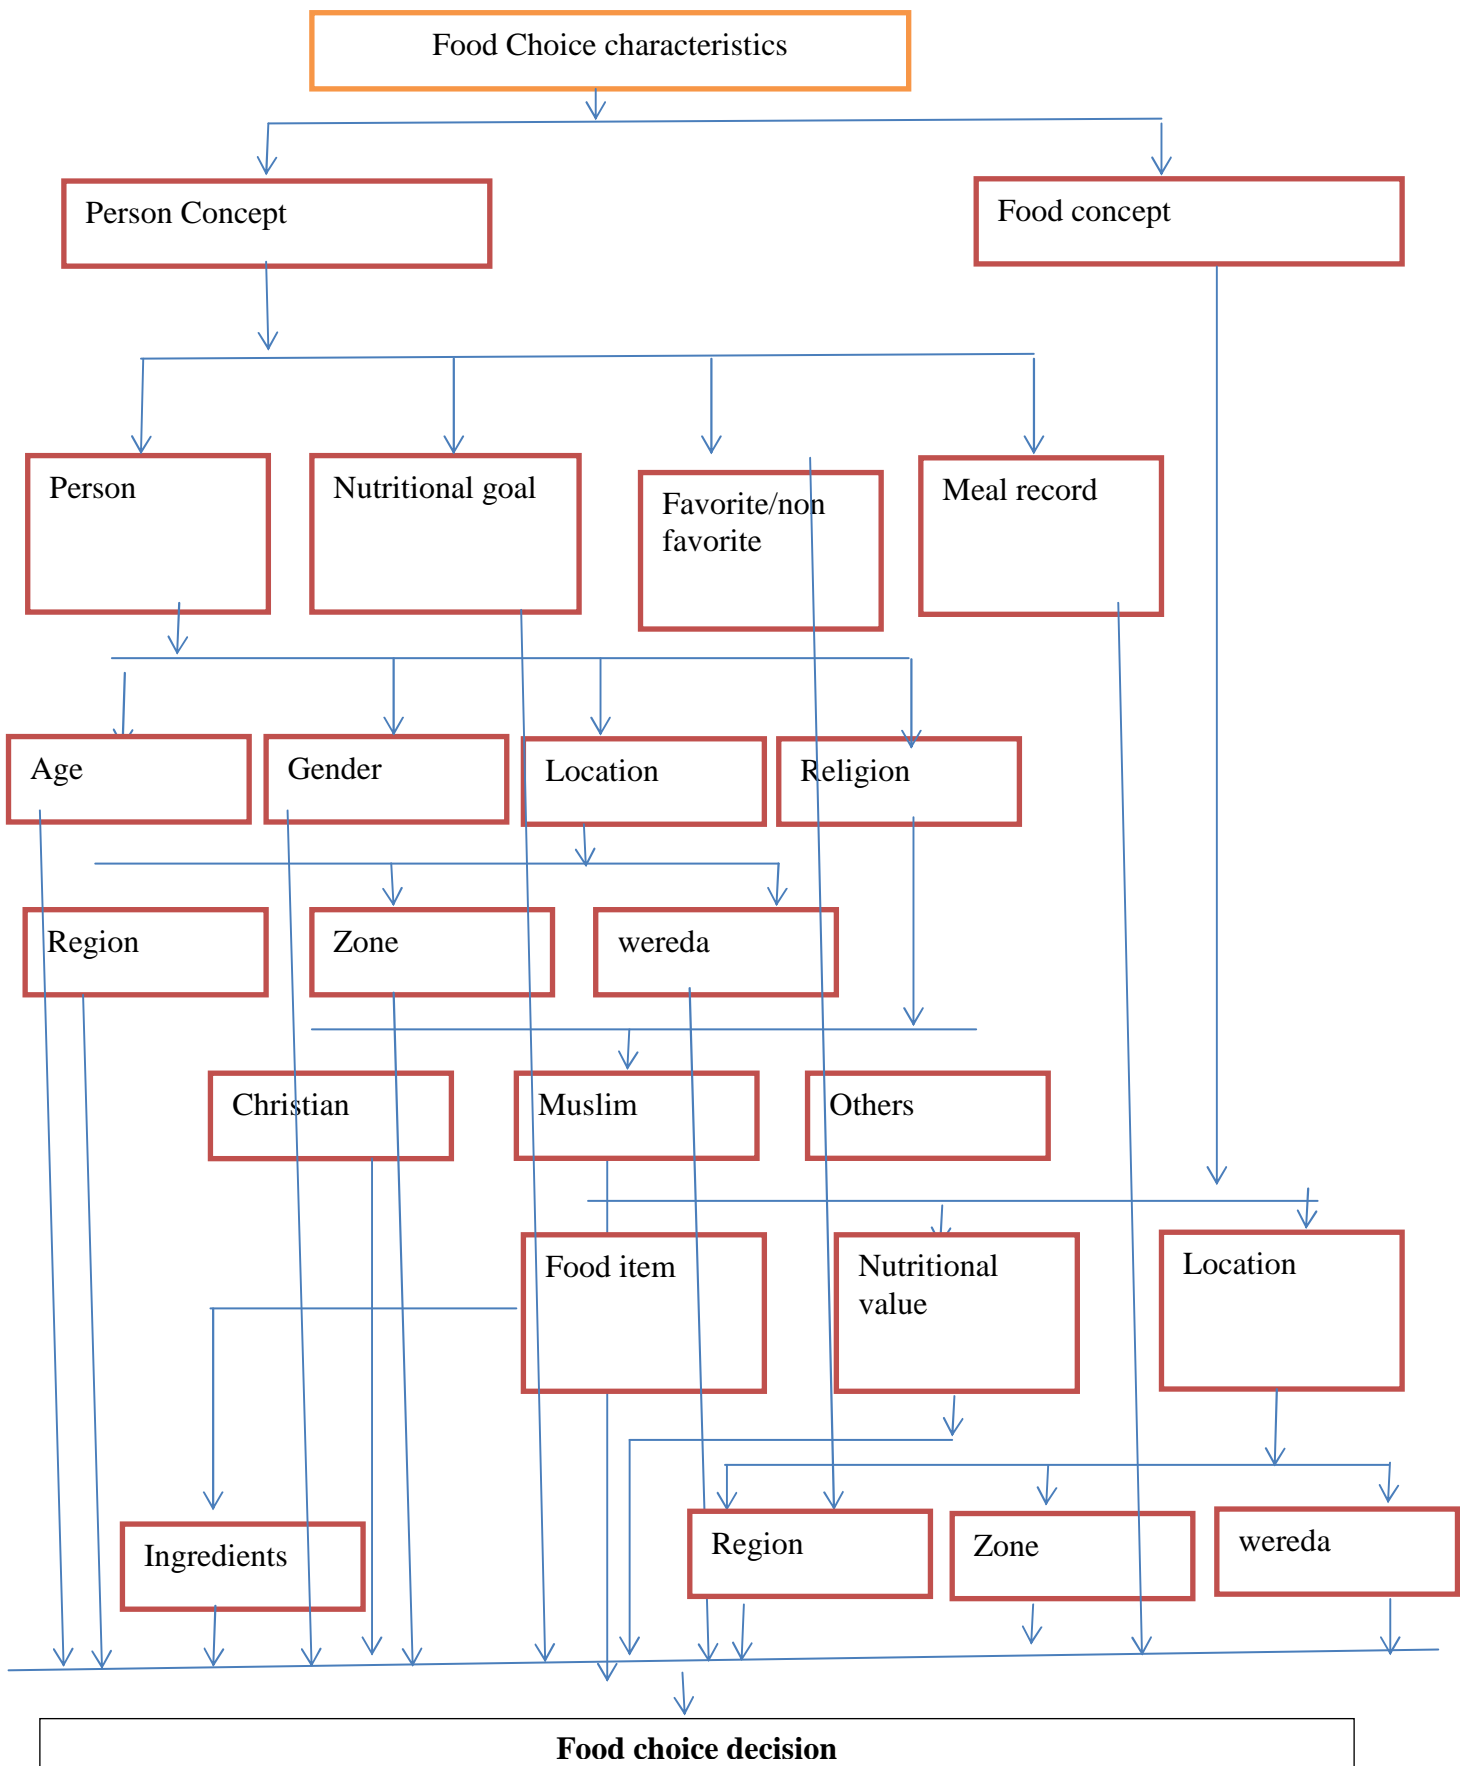 Food Choice characteristics
Person Concept
Food concept
Person
Nutritional goal
Favorite/non
favorite
Meal record
Age
Gender
Location
Religion
Region
Zone
wereda
Christian
Muslim
Others
Food item
Nutritional
value
Location
Ingredients
Region
Zone
wereda
Food choice decision